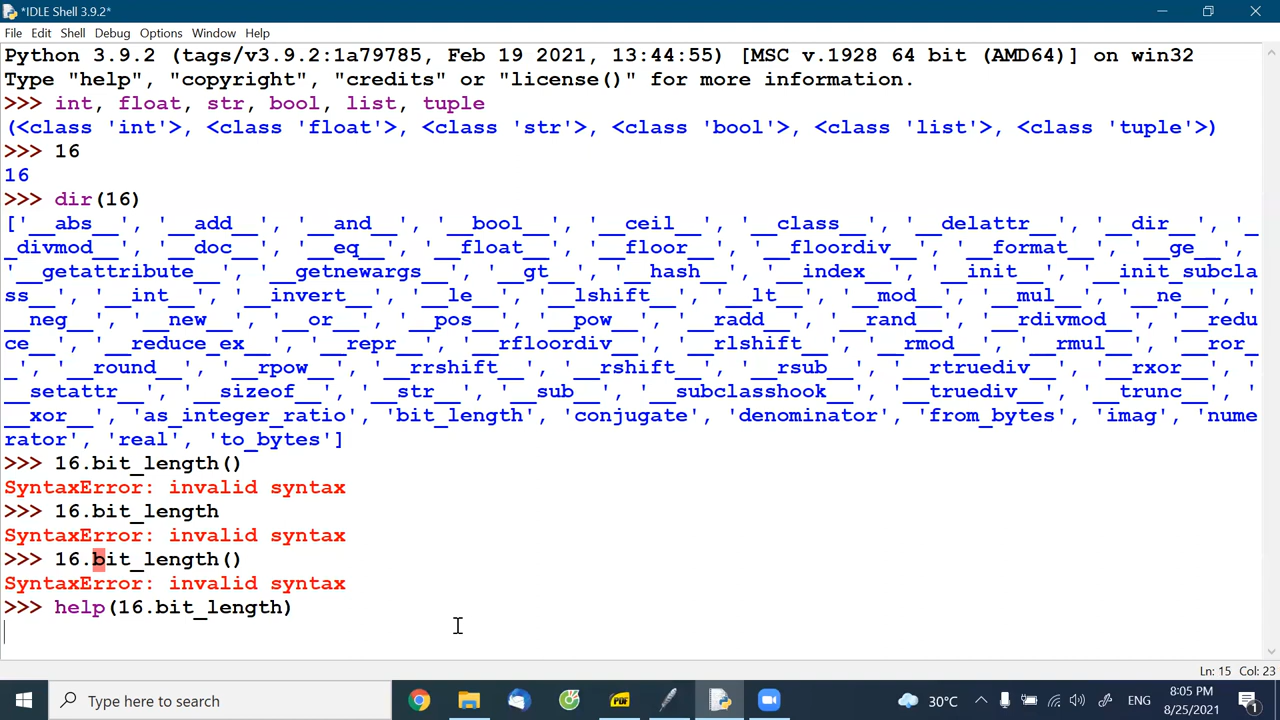 *IDLE Shell 3.9.2*
File Edit Shell Debug Options Window Help
Python 3.9.2 (tags/v3.9.2:1a79785, Feb 19 2021, 13:44:55) [MSC v.1928 64 bit (AMD64)] on win32
Type "help", "copyright", "credits" or "license()" for more information.
>>> int, float, str, bool, list, tuple
(<class 'int'>, <class 'float'>, <class 'str'>, <class 'bool'>, <class 'list'>, <class 'tuple'>)
>>> 16
16
>>> dir(16)
['__abs__', '__add__', '__and__', '__bool__', '__ceil__', '__class__', '__delattr__', '__dir__', '_
_divmod__', '__doc__', '__eq__', '__float__', '__floor__', '__floordiv__', '__format__', '__ge__',
'__getattribute__', '__getnewargs__', '__gt__', '__hash__', '__index__', '__init__', '__init_subcla
ss__', '__int__', '__invert__', '__le__', '__lshift__', '__lt__', '__mod__', '__mul__', '__ne__', '
__neg__', '__new__', '__or__', '__pos__', '__pow__', '__radd__', '__rand__', '__rdivmod__', '__redu
ce__', '__reduce_ex__', '__repr__', '__rfloordiv__', '__rlshift__', '__rmod__', '__rmul__', '__ror_
_', '__round__', '__rpow__', '__rrshift__', '__rshift__', '__rsub__', '__rtruediv__', '__rxor__', '
__setattr__', '__sizeof__', '__str__', '__sub__', '__subclasshook__', '__truediv__', '__trunc__', '
__xor__', 'as_integer_ratio', 'bit_length', 'conjugate', 'denominator', 'from_bytes', 'imag', 'nume
rator', 'real', 'to_bytes']
>>> 16.bit_length()
SyntaxError: invalid syntax
>>> 16.bit_length
SyntaxError: invalid syntax
>>> 16.bit_length()
SyntaxError: invalid syntax
>>> help(16.bit_length)
Ln: 15 Col: 23
Type here to search
PDF
30°C
ENG
8:05 PM
8/25/2021
1